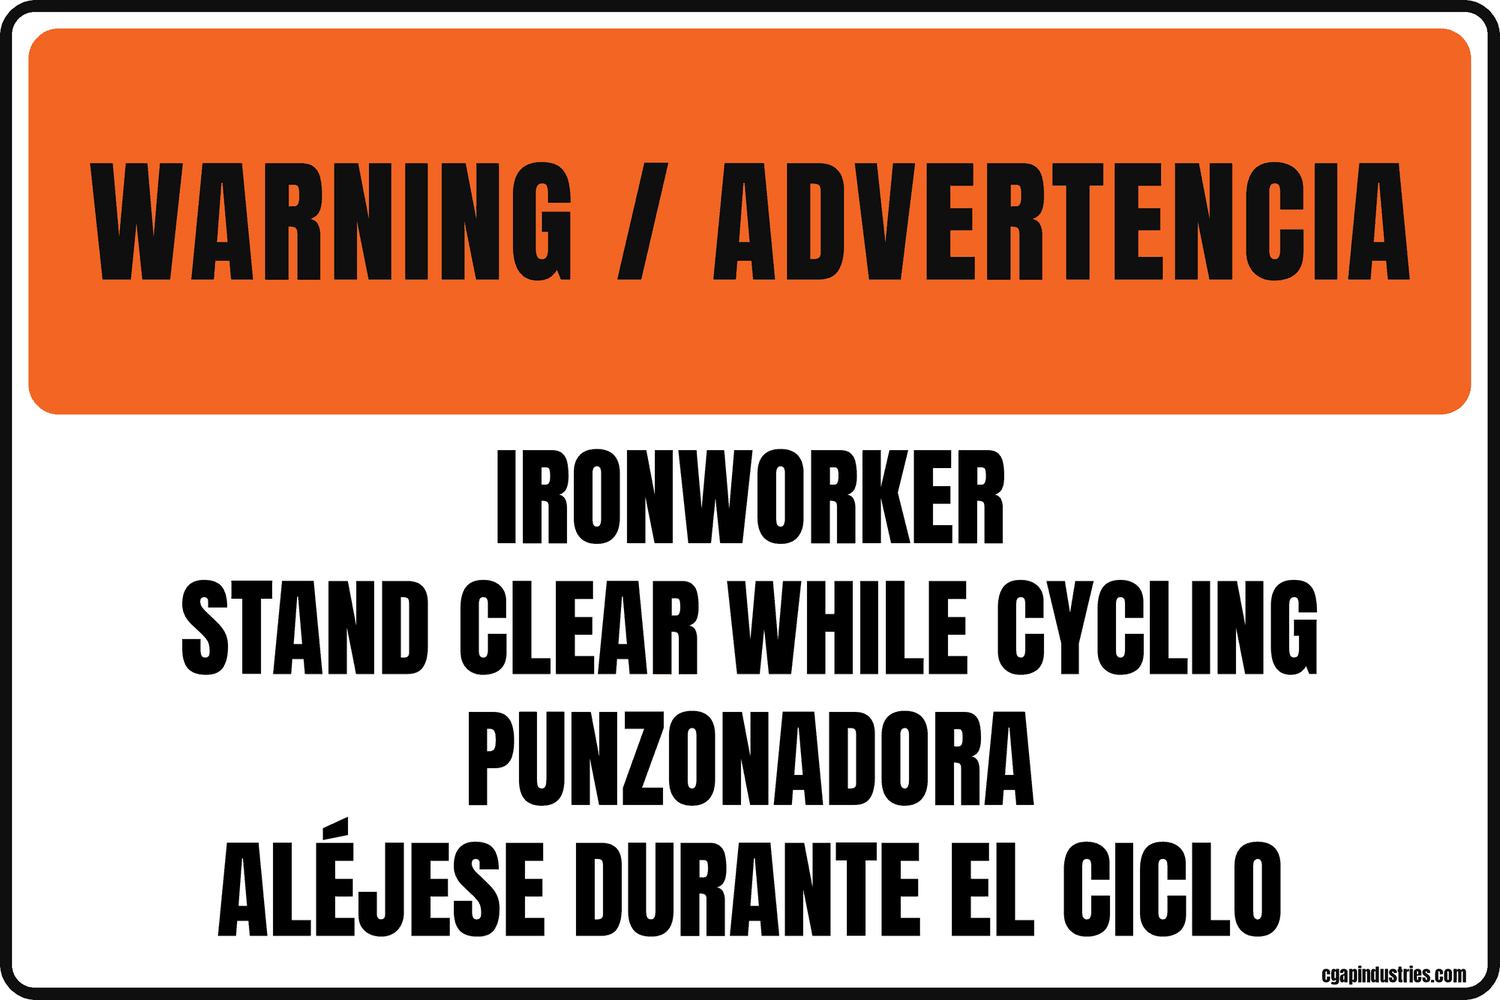 WARNING / ADVERTENCIA
IRONWORKER
STAND CLEAR WHILE CYCLING
PUNZONADORA
ALÉJESE DURANTE EL CICLO
cgapindustries.com